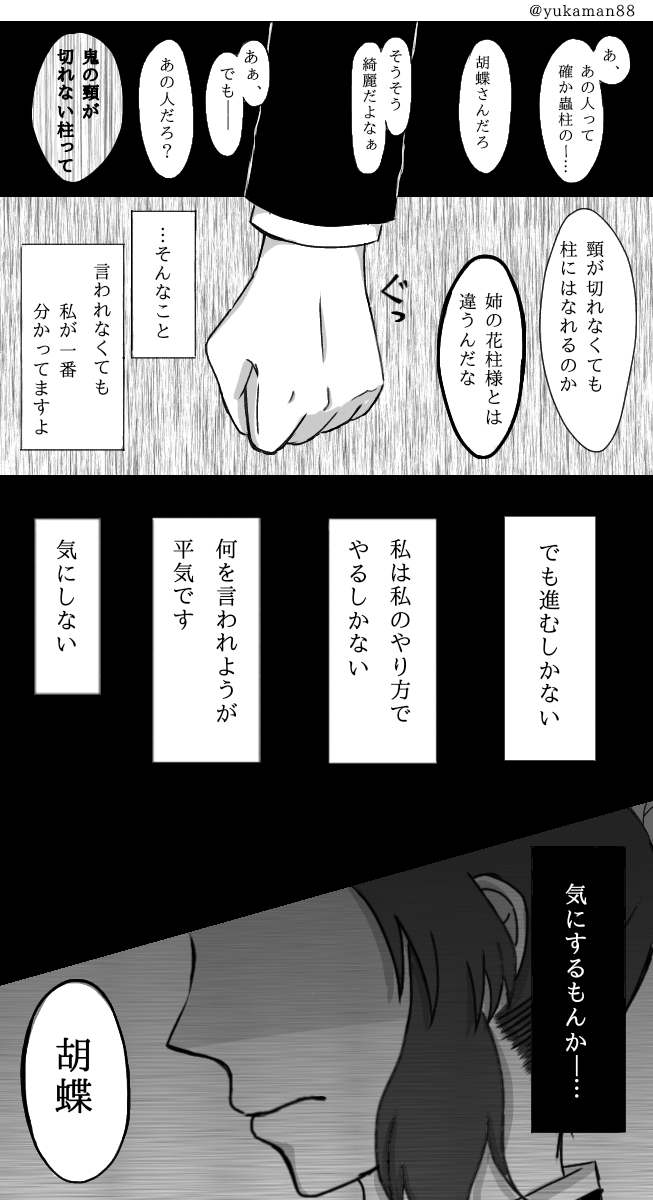 @yukaman88
あ、
あの人って
確か蟲柱のー…
胡蝶さんだろ
そうそう
綺麗だよなぁ
あぁ、
でも――
あの人だろ？
鬼の頸が
切れない柱って
頸が切れなくても
柱にはなれるのか
姉の花柱様とは
違うんだな
ぐっ
…そんなこと
言われなくても
私が一番
分かってますよ
でも進むしかない
私は私のやり方で
やるしかない
何を言われようが
平気です
気にしない
気にするもんかー…
胡蝶